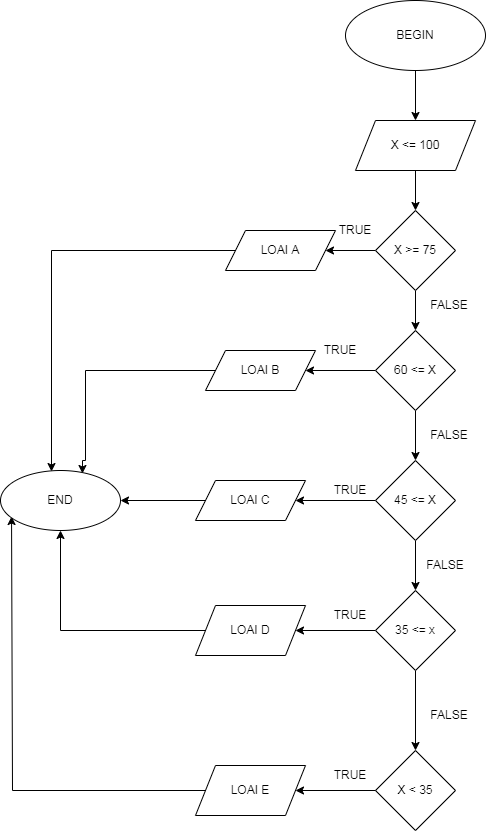 BEGIN
X <= 100
TRUE
LOAI A
X >= 75
FALSE
TRUE
LOAI B
60 <= X
FALSE
END
TRUE
LOAI C
45 <= X
FALSE
TRUE
LOAI D
35 <= x
FALSE
TRUE
LOAI E
X < 35